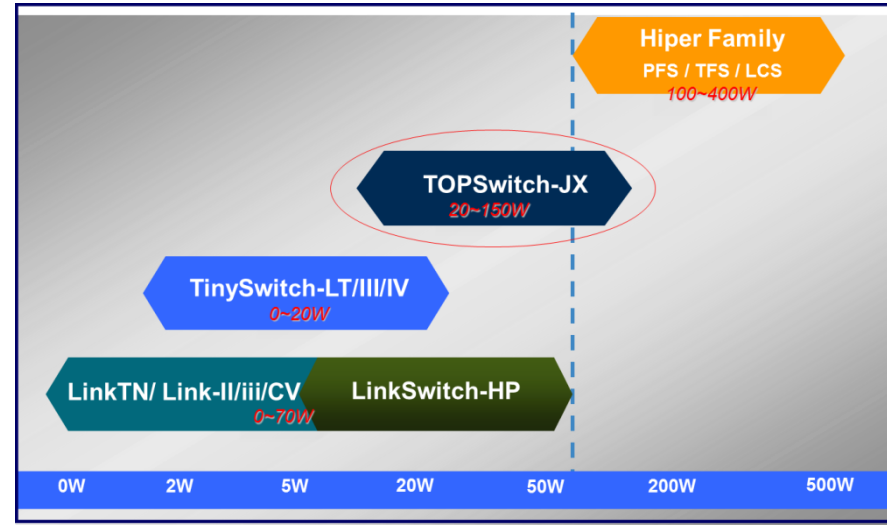 Hiper Family
PFS / TFS / LCS
100~400W
TOPSwitch-JX
20~150W
TinySwitch-LT/III/IV
0~20W
LinkTN/ Link-II/iii/CV
LinkSwitch-HP
0~70W
0W 2W 5W 20W 50W 200W 500W